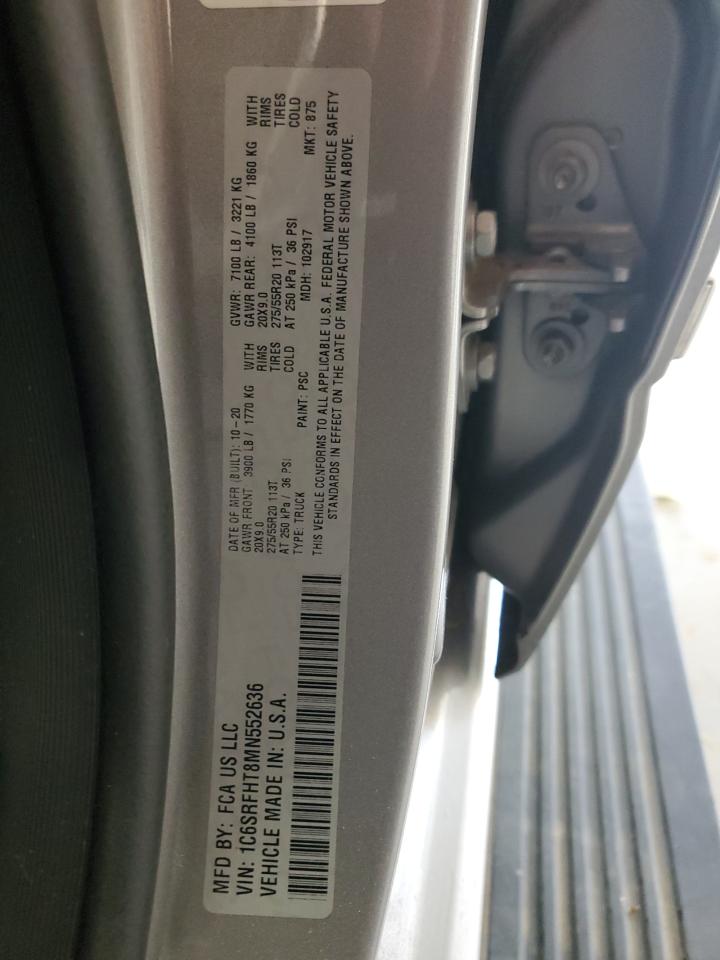 MFD BY: FCA US LLC
DATE OF MFR (BUILT): 10-20
GVWR: 7100 LB / 3221 KG
GAWR FRONT 3900 LB / 1770 KG WITH
GAWR REAR: 4100 LB / 1860 KG WITH
20X9.0 RIMS
20X9.0 RIMS
275/55R20 113T TIRES
275/55R20 113T TIRES
AT 250 kPa / 36 PSI COLD
AT 250 kPa / 36 PSI COLD
TYPE: TRUCK PAINT: PSC MDH: 102917 MKT: 875
THIS VEHICLE CONFORMS TO ALL APPLICABLE U.S.A. FEDERAL MOTOR VEHICLE SAFETY
STANDARDS IN EFFECT ON THE DATE OF MANUFACTURE SHOWN ABOVE.
VIN: 1C6SRFHT8MN552636
VEHICLE MADE IN: U.S.A.